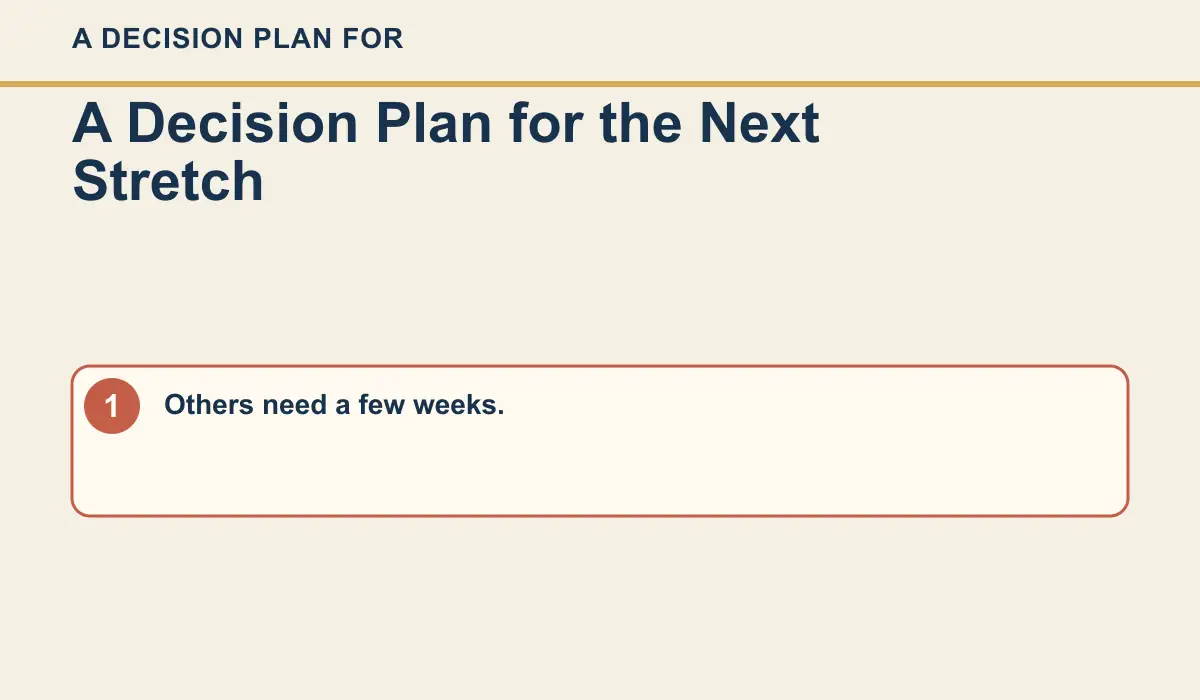 A DECISION PLAN FOR
A Decision Plan for the Next
Stretch
1 Others need a few weeks.